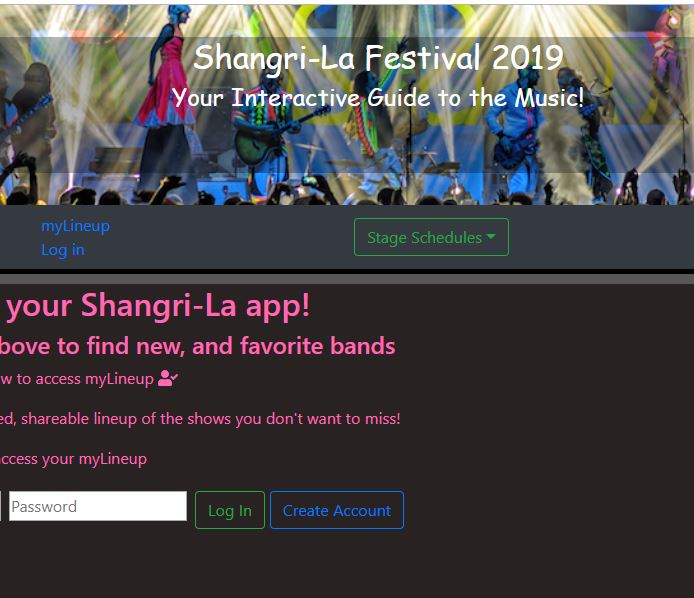 Shangri-La Festival 2019
Your Interactive Guide to the Music!
myLineup
Log in
Stage Schedules
your Shangri-La app!
bove to find new, and favorite bands
w to access myLineup
ed, shareable lineup of the shows you don't want to miss!
access your myLineup
Password
Log In
Create Account